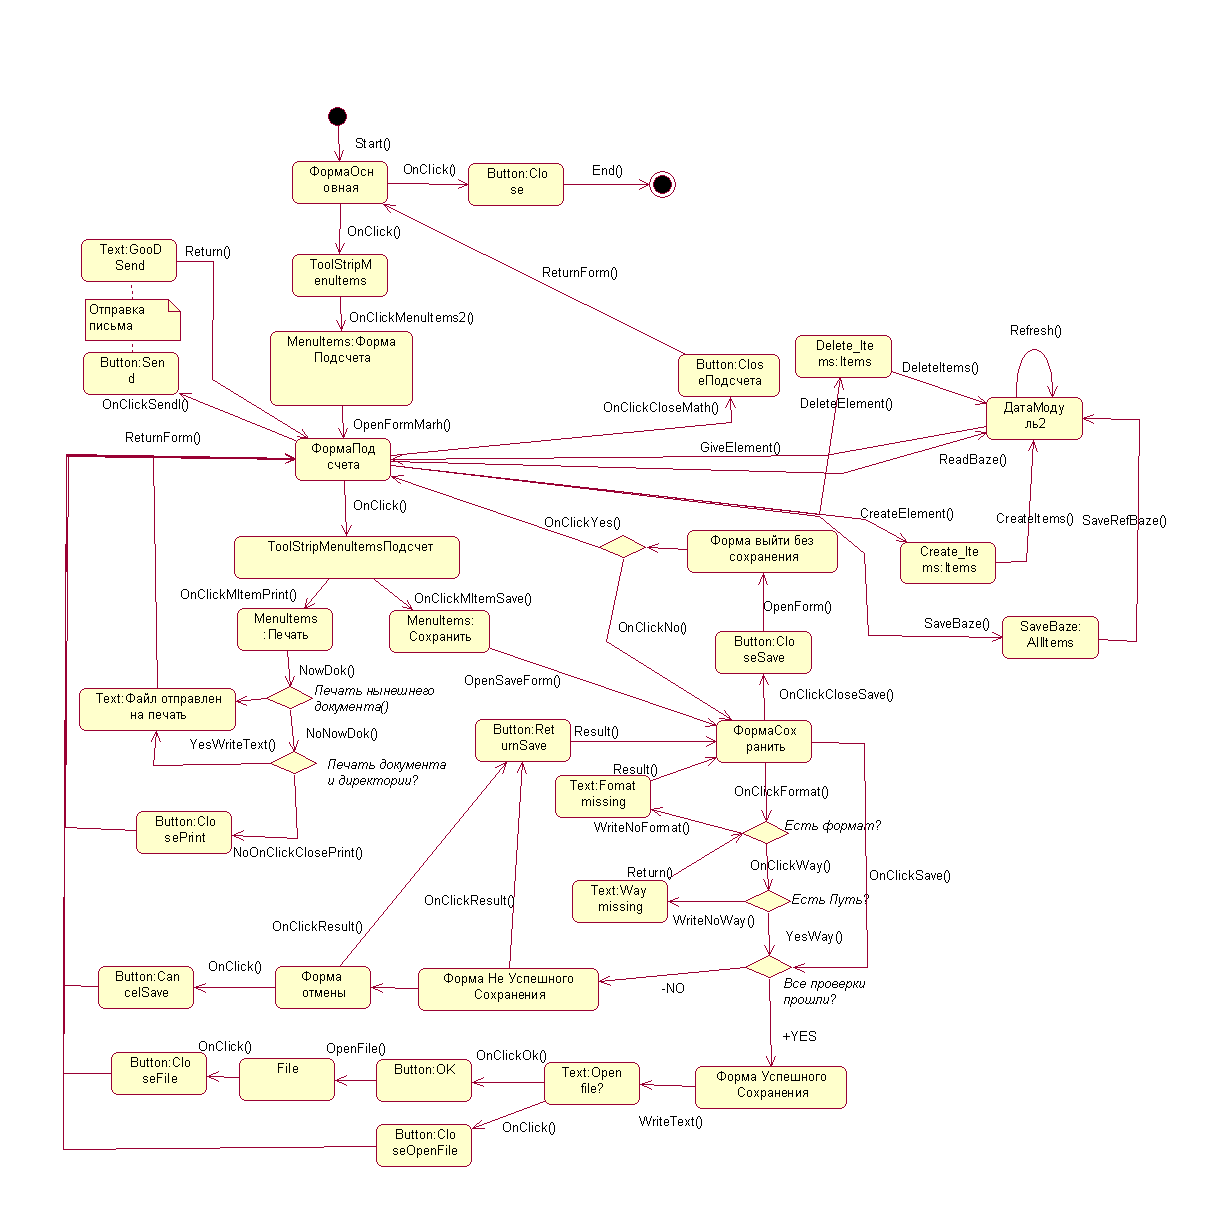 Start()
ФормаОсн
овная
OnClick()
Button:Clo
se
End()
OnClick()
Text:GooD
Send
Return()
ToolStripM
enuItems
ReturnForm()
Отправка
письма
OnClickMenuItems2()
MenuItems:Форма
Подсчета
Button:Sen
d
OnClickSendl()
Button:Clos
eПодсчета
OnClickCloseMath()
Delete_Ite
ms:Items
DeleteItems()
Refresh()
DeleteElement()
ДатаМоду
ль2
OpenFormMarh()
ReturnForm()
ФормаПод
счета
GiveElement()
ReadBaze()
OnClick()
OnClickYes()
CreateElement()
CreateItems()
SaveRefBaze()
ToolStripMenuItemsПодсчет
Форма выйти без
сохранения
Create_Ite
ms:Items
OnClickMItemPrint()
OnClickMItemSave()
OpenForm()
MenuItems
:Печать
MenuItems:
Сохранить
OnClickNo()
SaveBaze()
SaveBaze:
AllItems
Button:Clo
seSave
NowDok()
OpenSaveForm()
OnClickCloseSave()
Text:Файл отправлен
на печать
Печать нынешнего
документа()
NoNowDok()
YesWriteText()
Button:Ret
urnSave
Result()
ФормаСох
ранить
Печать документа
и директории?
Result()
Text:Fomat
missing
OnClickFormat()
Button:Clo
sePrint
WriteNoFormat()
Есть формат?
NoOnClickClosePrint()
Return()
OnClickWay()
OnClickSave()
Text:Way
missing
Есть Путь?
OnClickResult()
OnClickResult()
WriteNoWay()
YesWay()
Button:Can
celSave
OnClick()
Форма
отмены
Форма Не Успешного
Сохранения
-NO
Все проверки
прошли?
+YES
Button:Clo
seFile
OnClick()
File
OpenFile()
Button:OK
OnClickOk()
Text:Open
file?
Форма Успешного
Сохранения
WriteText()
OnClick()
Button:Clo
seOpenFile